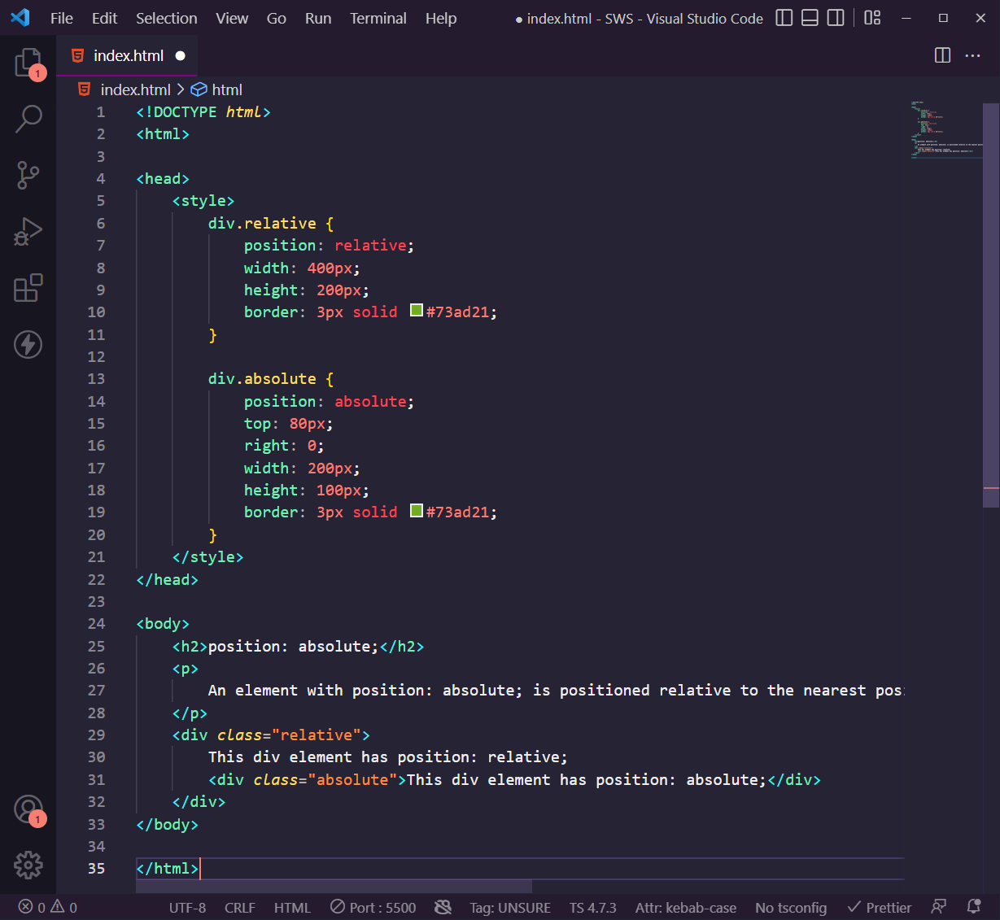 File Edit Selection View Go Run Terminal Help ● index.html - SWS - Visual Studio Code
index.html ●
1
index.html > html
1 <!DOCTYPE html>
2 <html>
3
4 <head>
5 <style>
6 div.relative {
7 position: relative;
8 width: 400px;
9 height: 200px;
10 border: 3px solid #73ad21;
11 }
12
13 div.absolute {
14 position: absolute;
15 top: 80px;
16 right: 0;
17 width: 200px;
18 height: 100px;
19 border: 3px solid #73ad21;
20 }
21 </style>
22 </head>
23
24 <body>
25 <h2>position: absolute;</h2>
26 <p>
27 An element with position: absolute; is positioned relative to the nearest pos
28 </p>
29 <div class="relative">
30 This div element has position: relative;
31 <div class="absolute">This div element has position: absolute;</div>
32 </div>
33 </body>
34
35 </html>
1
0 0 UTF-8 CRLF HTML Port : 5500 Tag: UNSURE TS 4.7.3 Attr: kebab-case No tsconfig Prettier